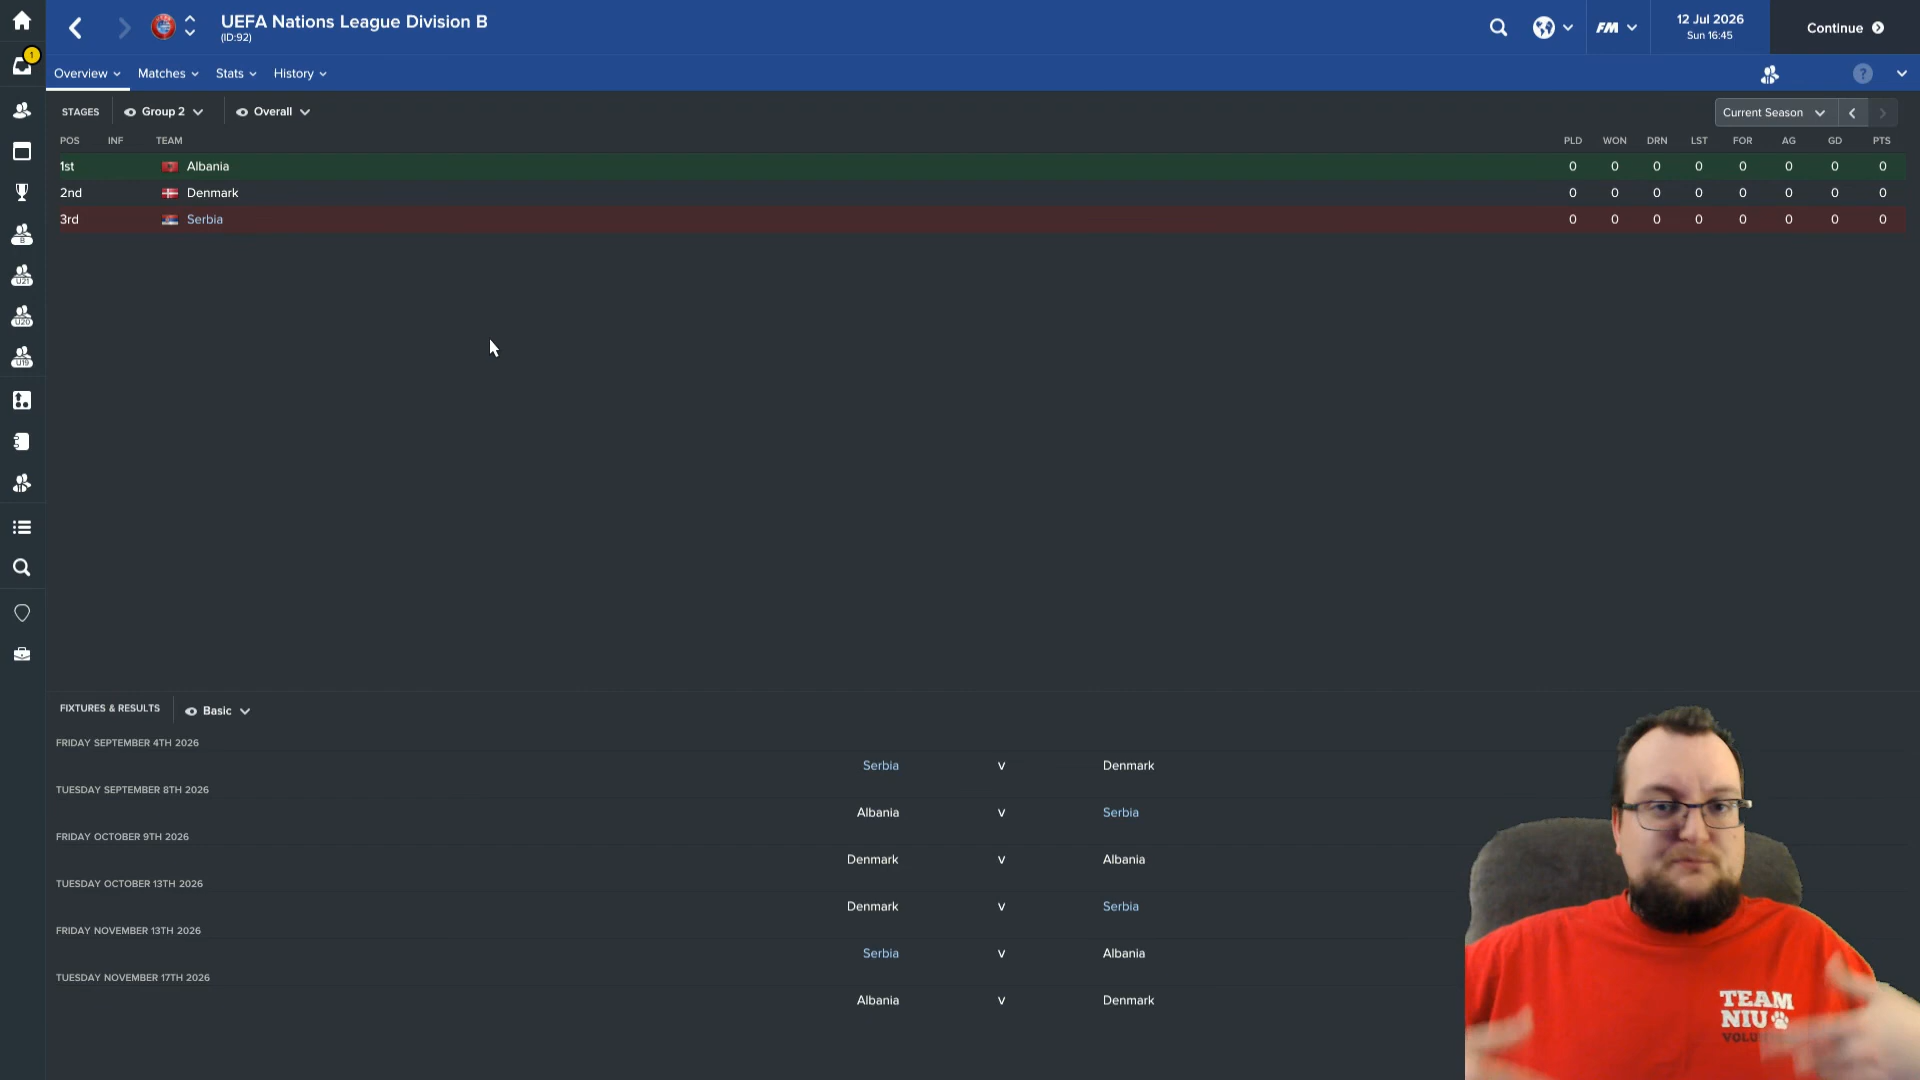 UEFA Nations League Division B
(ID:92)
1
FM
12 Jul 2026
Sun 16:45
Continue
Overview Matches Stats History
?
STAGES Group 2 Overall Current Season
POS INF TEAM PLD WON DRN LST FOR AG GD PTS
1st Albania 0 0 0 0 0 0 0 0
2nd Denmark 0 0 0 0 0 0 0 0
3rd Serbia 0 0 0 0 0 0 0 0
B
U21
U20
U19
FIXTURES & RESULTS Basic
FRIDAY SEPTEMBER 4TH 2026
Serbia v Denmark
TUESDAY SEPTEMBER 8TH 2026
Albania v Serbia
FRIDAY OCTOBER 9TH 2026
Denmark v Albania
TUESDAY OCTOBER 13TH 2026
Denmark v Serbia
FRIDAY NOVEMBER 13TH 2026
Serbia v Albania
TUESDAY NOVEMBER 17TH 2026
Albania v Denmark
TEAM
NIU